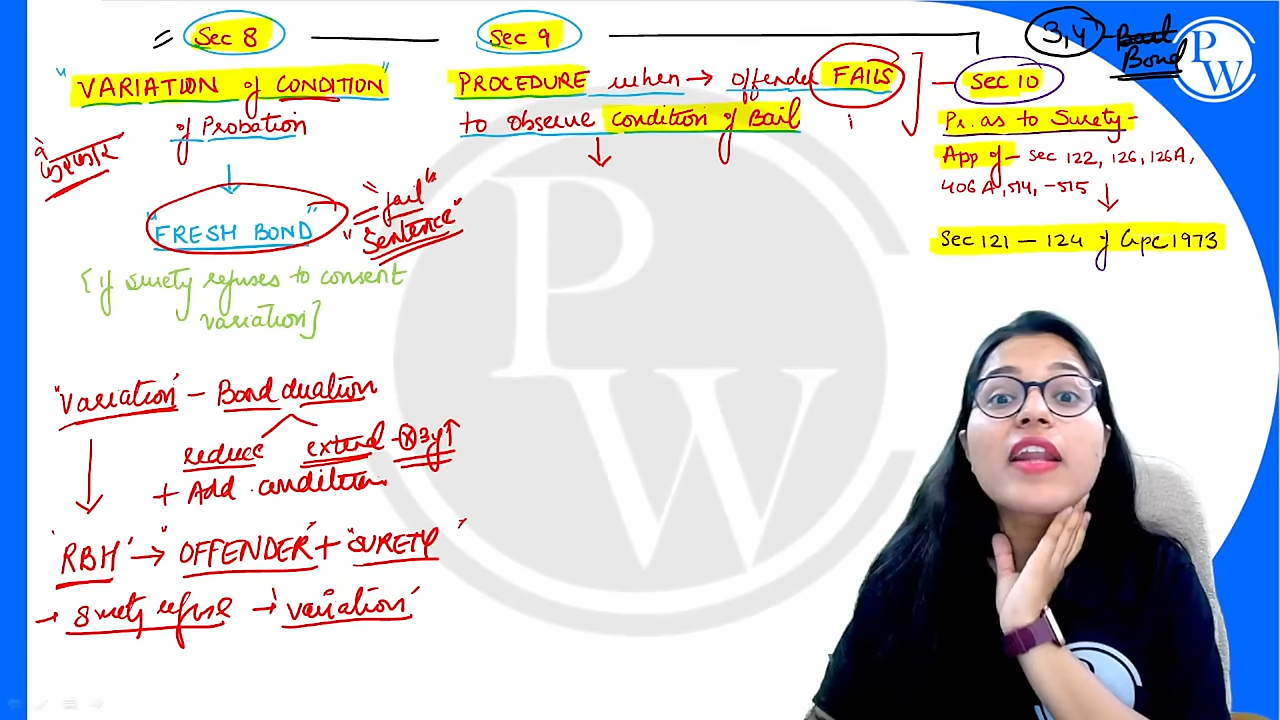 = Sec 8
"VARIATION of CONDITION"
of Probation
"FRESH BOND"
= "Jail"
"Sentence"
[if surety refuses to consent
variation]
"Variation" - Bond duration
reduce extend - ⓧ 3y↑
+ Add condition
'RBH' → "OFFENDER" + "SURETY"
→ surety refuse → 'variation'
Sec 9
PROCEDURE when → offender FAILS
to observe condition of Bail
3,4 - Bail
Bond
Sec 10
Pr. as to Surety -
App of - Sec 122, 126, 126A,
406A, 514, -515
Sec 121 - 124 of Crpc 1973
P
W
P
W